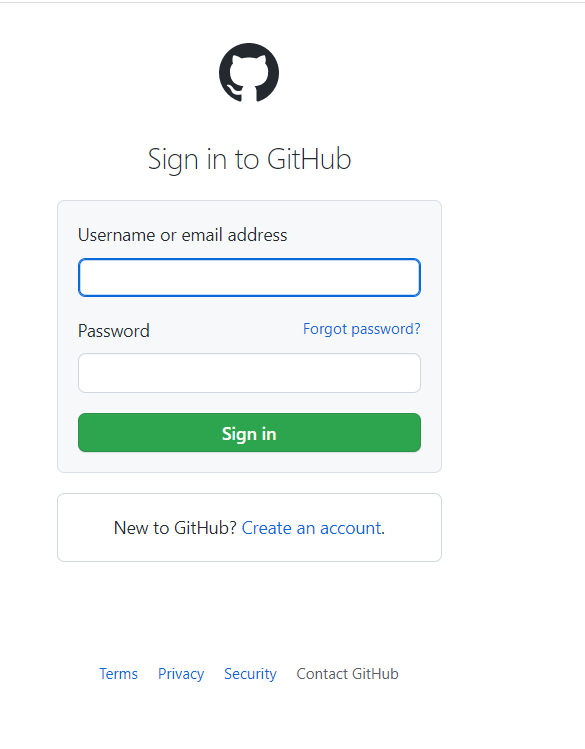 Sign in to GitHub
Username or email address
Password Forgot password?
Sign in
New to GitHub? Create an account.
Terms Privacy Security Contact GitHub